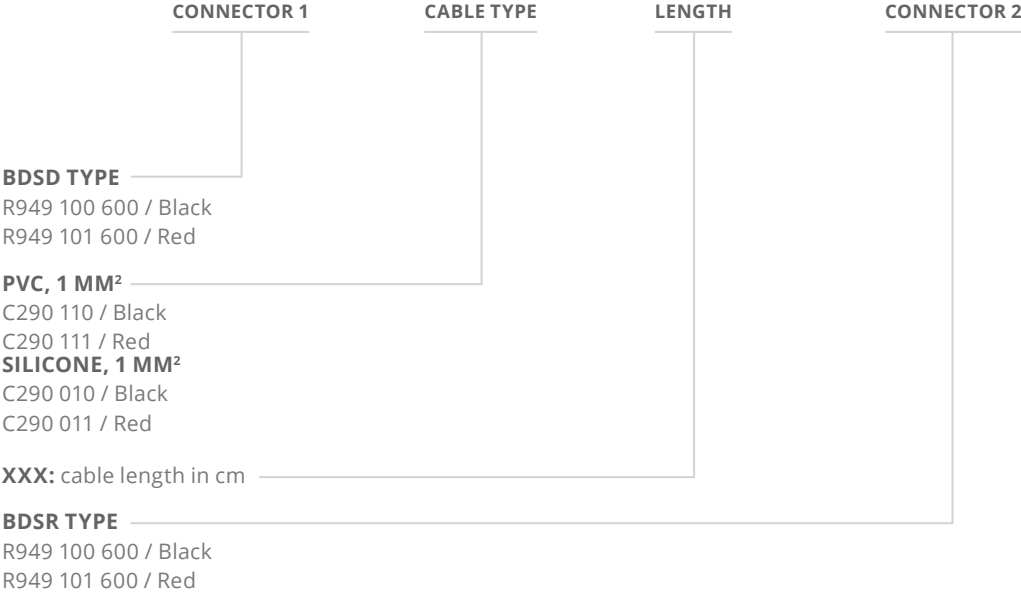 CONNECTOR 1 CABLE TYPE LENGTH CONNECTOR 2
BDSD TYPE
R949 100 600 / Black
R949 101 600 / Red
PVC, 1 MM²
C290 110 / Black
C290 111 / Red
SILICONE, 1 MM²
C290 010 / Black
C290 011 / Red
XXX: cable length in cm
BDSR TYPE
R949 100 600 / Black
R949 101 600 / Red